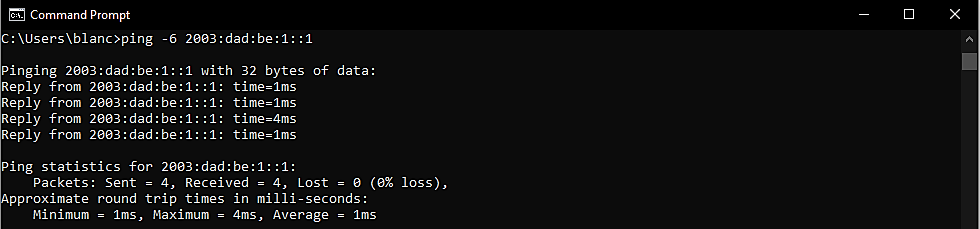 Command Prompt
C:\Users\blanc>ping -6 2003:dad:be:1::1
Pinging 2003:dad:be:1::1 with 32 bytes of data:
Reply from 2003:dad:be:1::1: time=1ms
Reply from 2003:dad:be:1::1: time=1ms
Reply from 2003:dad:be:1::1: time=4ms
Reply from 2003:dad:be:1::1: time=1ms
Ping statistics for 2003:dad:be:1::1:
    Packets: Sent = 4, Received = 4, Lost = 0 (0% loss),
Approximate round trip times in milli-seconds:
    Minimum = 1ms, Maximum = 4ms, Average = 1ms